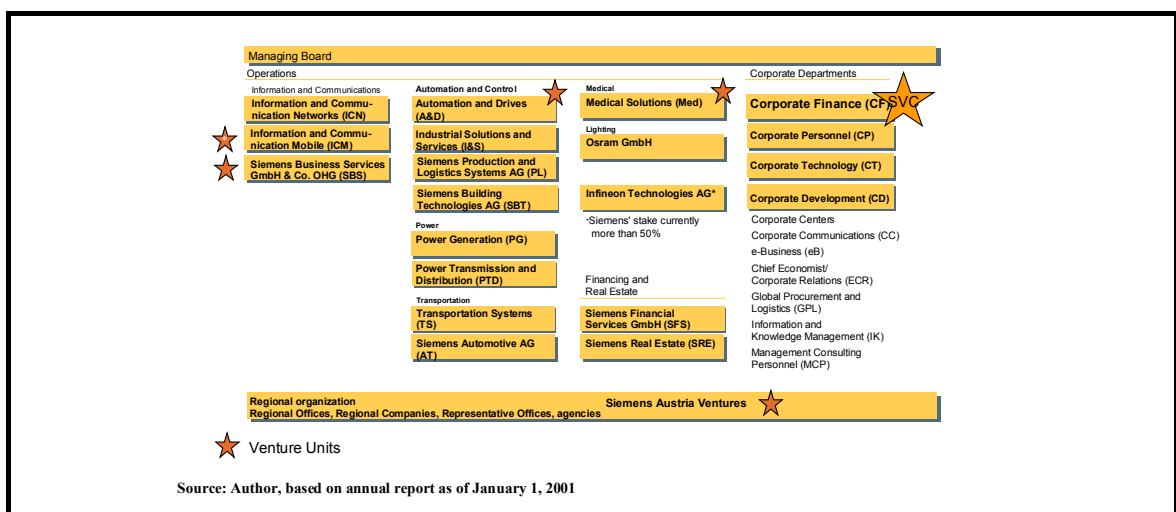 Managing Board
Operations
Corporate Departments
Information and Communications
Information and Commu-
nication Networks (ICN)
Information and Commu-
nication Mobile (ICM)
Siemens Business Services
GmbH & Co. OHG (SBS)
Automation and Control
Automation and Drives
(A&D)
Industrial Solutions and
Services (I&S)
Siemens Production and
Logistics Systems AG (PL)
Siemens Building
Technologies AG (SBT)
Power
Power Generation (PG)
Power Transmission and
Distribution (PTD)
Transportation
Transportation Systems
(TS)
Siemens Automotive AG
(AT)
Medical
Medical Solutions (Med)
Lighting
Osram GmbH
Infineon Technologies AG*
*Siemens' stake currently
more than 50%
Financing and
Real Estate
Siemens Financial
Services GmbH (SFS)
Siemens Real Estate (SRE)
Corporate Finance (CF)
SVC
Corporate Personnel (CP)
Corporate Technology (CT)
Corporate Development (CD)
Corporate Centers
Corporate Communications (CC)
e-Business (eB)
Chief Economist/
Corporate Relations (ECR)
Global Procurement and
Logistics (GPL)
Information and
Knowledge Management (IK)
Management Consulting
Personnel (MCP)
Regional organization
Regional Offices, Regional Companies, Representative Offices, agencies
Siemens Austria Ventures
Venture Units
Source: Author, based on annual report as of January 1, 2001